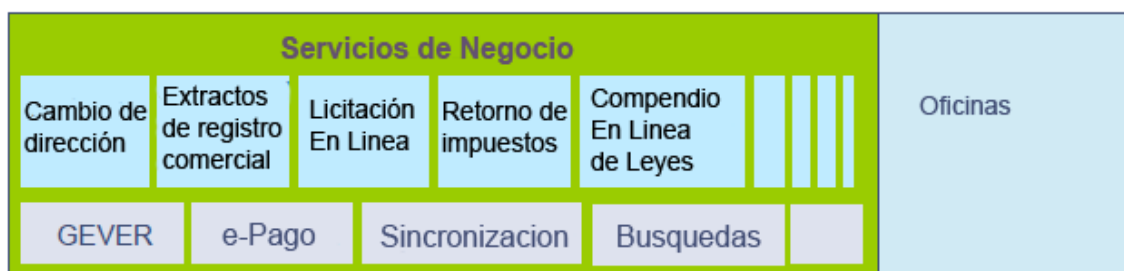 Servicios de Negocio
Cambio de
dirección
Extractos
de registro
comercial
Licitación
En Linea
Retorno de
impuestos
Compendio
En Linea
de Leyes
Oficinas
GEVER
e-Pago
Sincronizacion
Busquedas